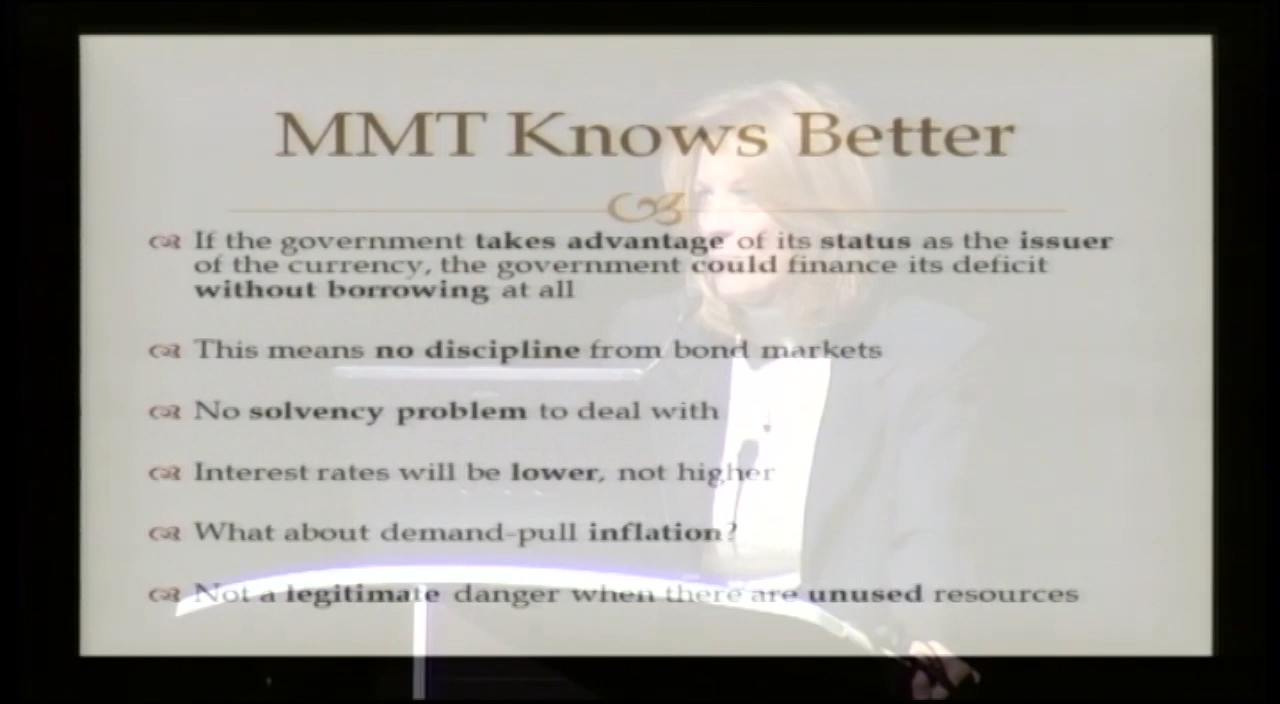 MMT Knows Better
If the government takes advantage of its status as the issuer
of the currency, the government could finance its deficit
without borrowing at all
This means no discipline from bond markets
No solvency problem to deal with
Interest rates will be lower, not higher
What about demand-pull inflation?
Not a legitimate danger when there are unused resources